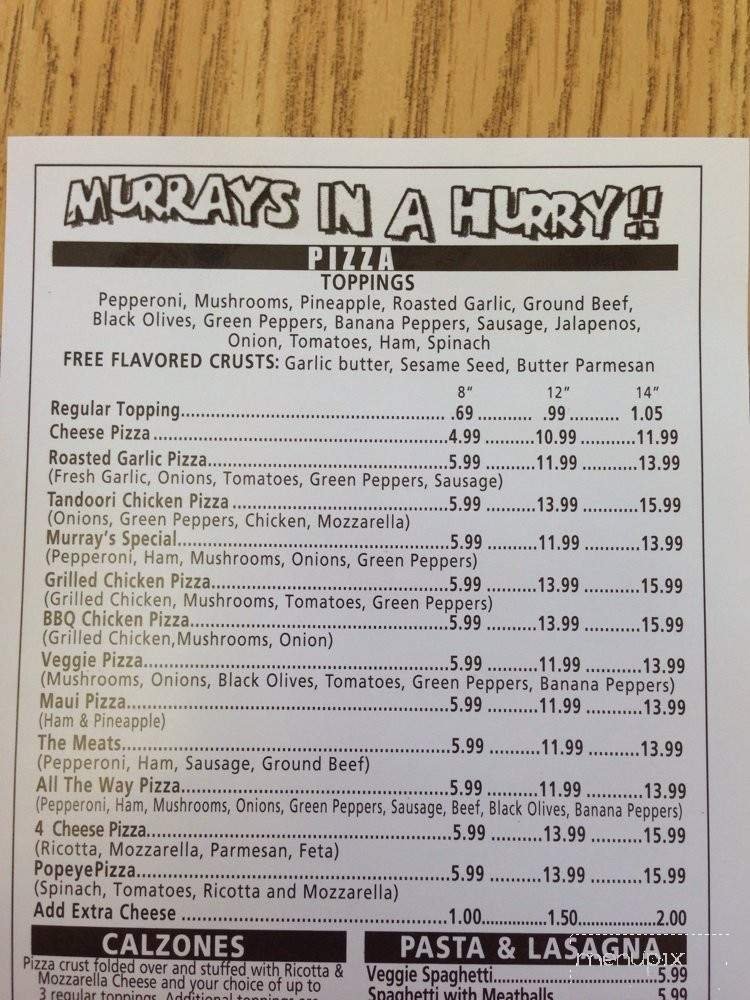 MURRAYS IN A HURRY!!
PIZZA
TOPPINGS
Pepperoni, Mushrooms, Pineapple, Roasted Garlic, Ground Beef,
Black Olives, Green Peppers, Banana Peppers, Sausage, Jalapenos,
Onion, Tomatoes, Ham, Spinach
FREE FLAVORED CRUSTS: Garlic butter, Sesame Seed, Butter Parmesan
8" 12" 14"
Regular Topping.......................................... .69 .......... .99 ......... 1.05
Cheese Pizza ..............................................4.99 .........10.99 ..........11.99
Roasted Garlic Pizza.....................................5.99 .........11.99 ..........13.99
(Fresh Garlic, Onions, Tomatoes, Green Peppers, Sausage)
Tandoori Chicken Pizza .................................5.99 .........13.99 ..........15.99
(Onions, Green Peppers, Chicken, Mozzarella)
Murray's Special..........................................5.99 .........11.99 ..........13.99
(Pepperoni, Ham, Mushrooms, Onions, Green Peppers)
Grilled Chicken Pizza....................................5.99 .........13.99 ..........15.99
(Grilled Chicken, Mushrooms, Tomatoes, Green Peppers)
BBQ Chicken Pizza.......................................5.99 .........13.99 ..........15.99
(Grilled Chicken,Mushrooms, Onion)
Veggie Pizza................................................5.99 .........11.99 ..........13.99
(Mushrooms, Onions, Black Olives, Tomatoes, Green Peppers, Banana Peppers)
Maui Pizza..................................................5.99 .........11.99 ..........13.99
(Ham & Pineapple)
The Meats...................................................5.99 .........11.99 ..........13.99
(Pepperoni, Ham, Sausage, Ground Beef)
All The Way Pizza.........................................5.99 .........11.99 ..........13.99
(Pepperoni, Ham, Mushrooms, Onions, Green Peppers, Sausage, Beef, Black Olives, Banana Peppers)
4 Cheese Pizza..............................................5.99 .........13.99 ..........15.99
(Ricotta, Mozzarella, Parmesan, Feta)
PopeyePizza.................................................5.99 .........13.99 ..........15.99
(Spinach, Tomatoes, Ricotta and Mozzarella)
Add Extra Cheese ........................................1.00..............1.50................2.00
CALZONES
Pizza crust folded over and stuffed with Ricotta &
Mozzarella Cheese and your choice of up to
3 regular toppings. Additional toppings are
PASTA & LASAGNA
Veggie Spaghetti..............................5.99
Spaghetti with Meatballs..................5.99
menupix